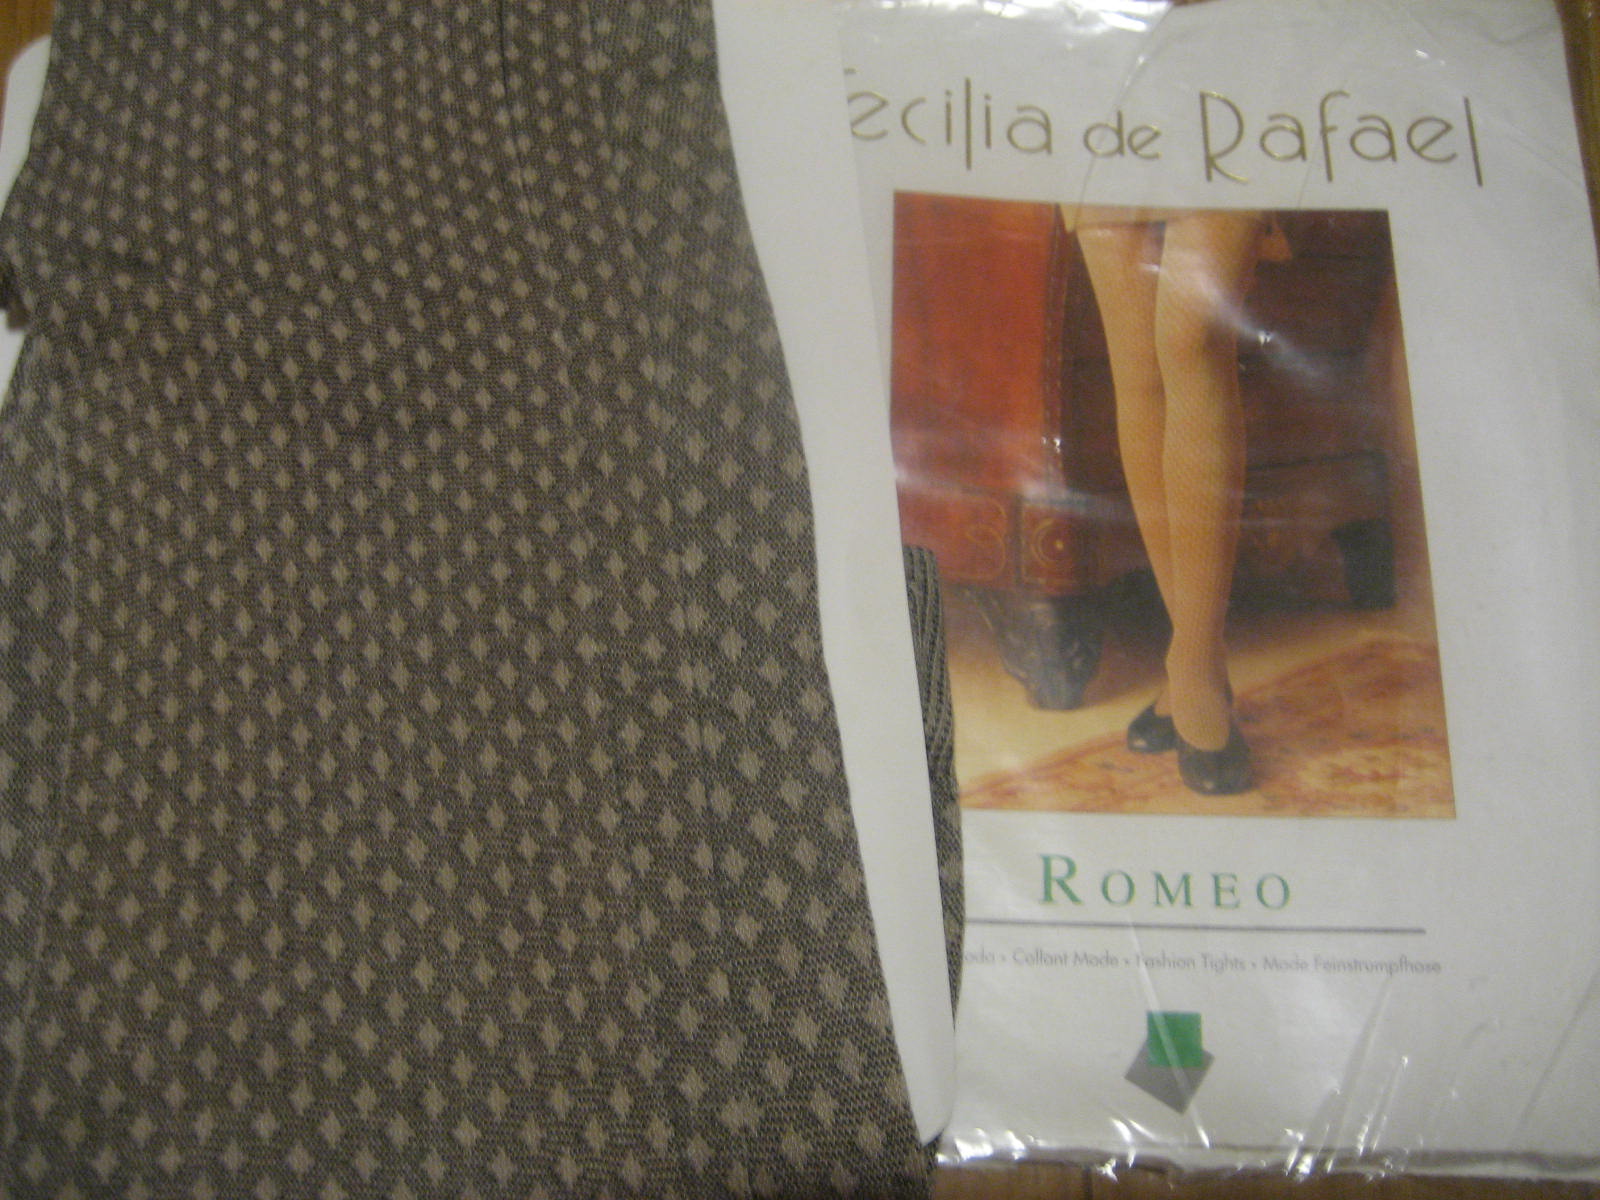 ecilia de Rafael
ROMEO
oda • Collant Mode • Fashion Tights • Mode Feinstrumpfhose